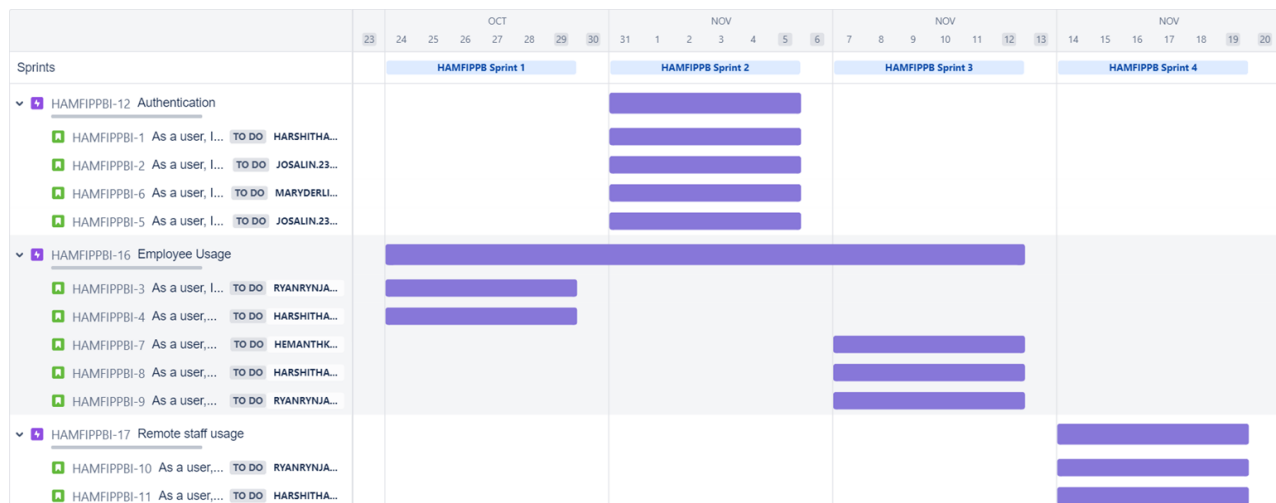 OCT NOV NOV NOV
23 24 25 26 27 28 29 30 31 1 2 3 4 5 6 7 8 9 10 11 12 13 14 15 16 17 18 19 20
Sprints HAMFIPPB Sprint 1 HAMFIPPB Sprint 2 HAMFIPPB Sprint 3 HAMFIPPB Sprint 4
HAMFIPPBI-12 Authentication
HAMFIPPBI-1 As a user, I... TO DO HARSHITHA...
HAMFIPPBI-2 As a user, I... TO DO JOSALIN.23...
HAMFIPPBI-6 As a user, I... TO DO MARYDERLI...
HAMFIPPBI-5 As a user, I... TO DO JOSALIN.23...
HAMFIPPBI-16 Employee Usage
HAMFIPPBI-3 As a user, I... TO DO RYANRYNJA...
HAMFIPPBI-4 As a user,... TO DO HARSHITHA...
HAMFIPPBI-7 As a user,... TO DO HEMANTHK...
HAMFIPPBI-8 As a user,... TO DO HARSHITHA...
HAMFIPPBI-9 As a user,... TO DO RYANRYNJA...
HAMFIPPBI-17 Remote staff usage
HAMFIPPBI-10 As a user,... TO DO RYANRYNJA...
HAMFIPPBI-11 As a user,... TO DO HARSHITHA...